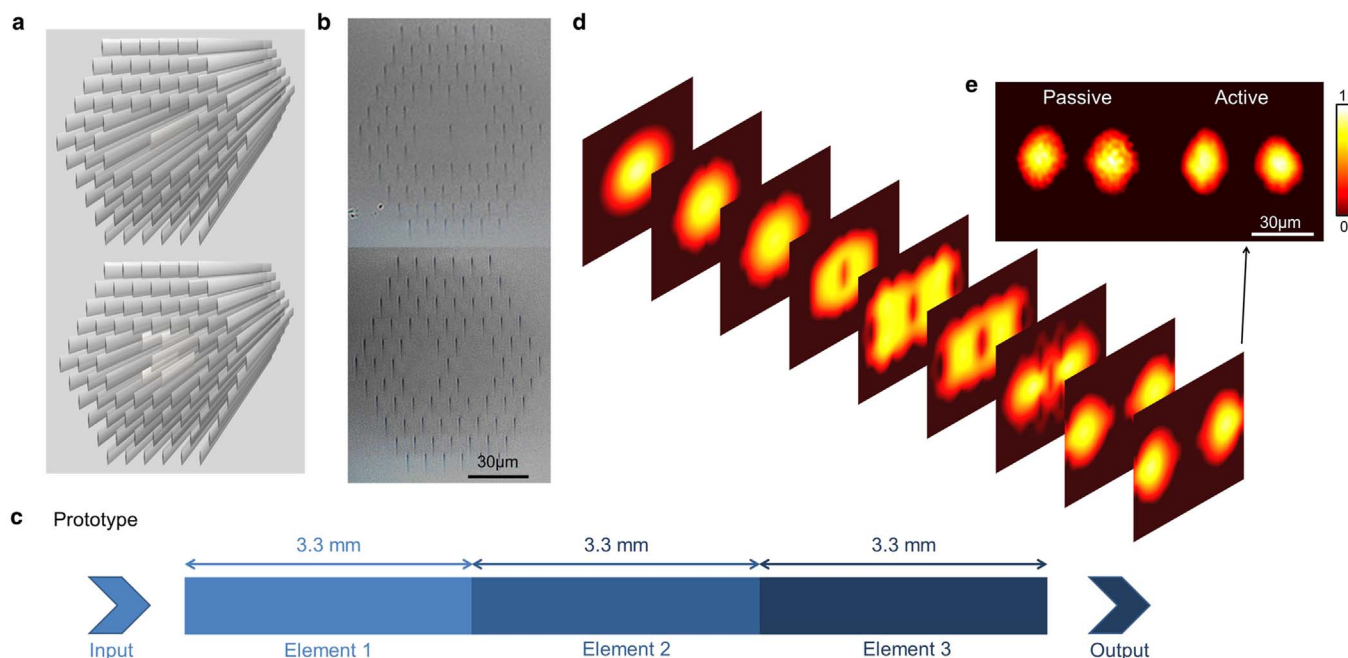 a
b
d
e
Passive Active
1
0
30μm
30μm
c Prototype
3.3 mm 3.3 mm 3.3 mm
Input Element 1 Element 2 Element 3 Output